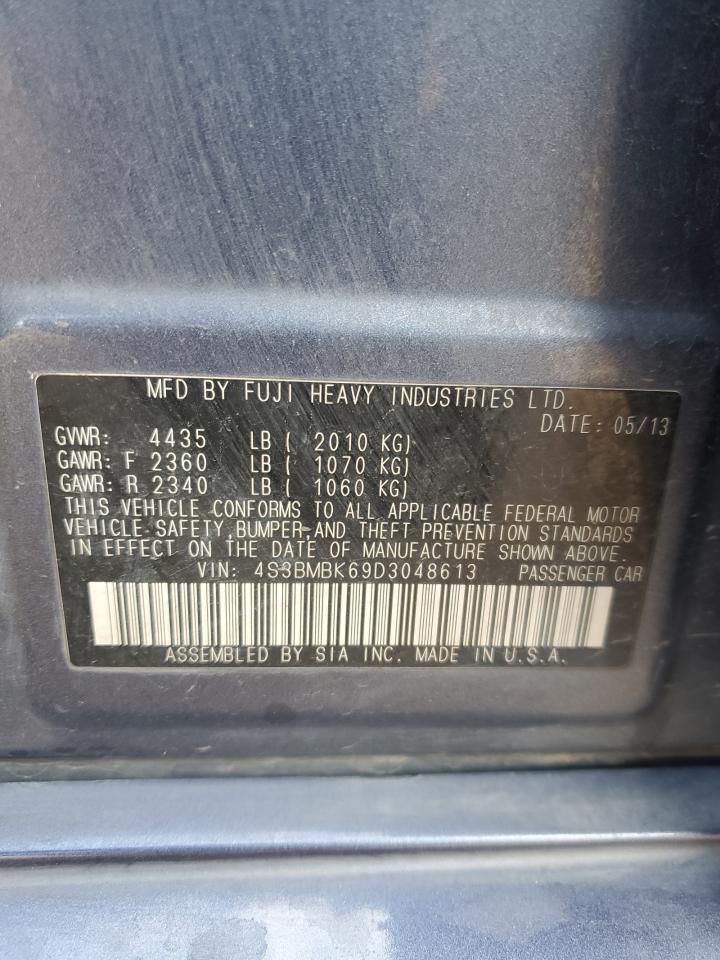 MFD BY FUJI HEAVY INDUSTRIES LTD.
DATE: 05/13
GVWR: 4435 LB ( 2010 KG)
GAWR: F 2360 LB ( 1070 KG)
GAWR: R 2340 LB ( 1060 KG)
THIS VEHICLE CONFORMS TO ALL APPLICABLE FEDERAL MOTOR
VEHICLE SAFETY, BUMPER, AND THEFT PREVENTION STANDARDS
IN EFFECT ON THE DATE OF MANUFACTURE SHOWN ABOVE.
VIN: 4S3BMBK69D3048613 PASSENGER CAR
ASSEMBLED BY SIA INC. MADE IN U.S.A.